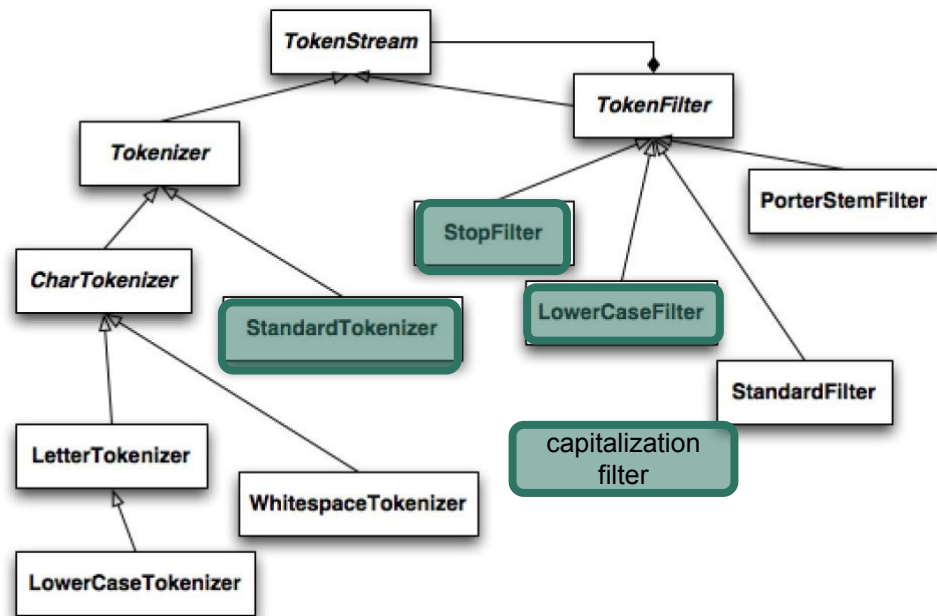 TokenStream
TokenFilter
Tokenizer
PorterStemFilter
StopFilter
CharTokenizer
LowerCaseFilter
StandardTokenizer
StandardFilter
capitalization
filter
LetterTokenizer
WhitespaceTokenizer
LowerCaseTokenizer